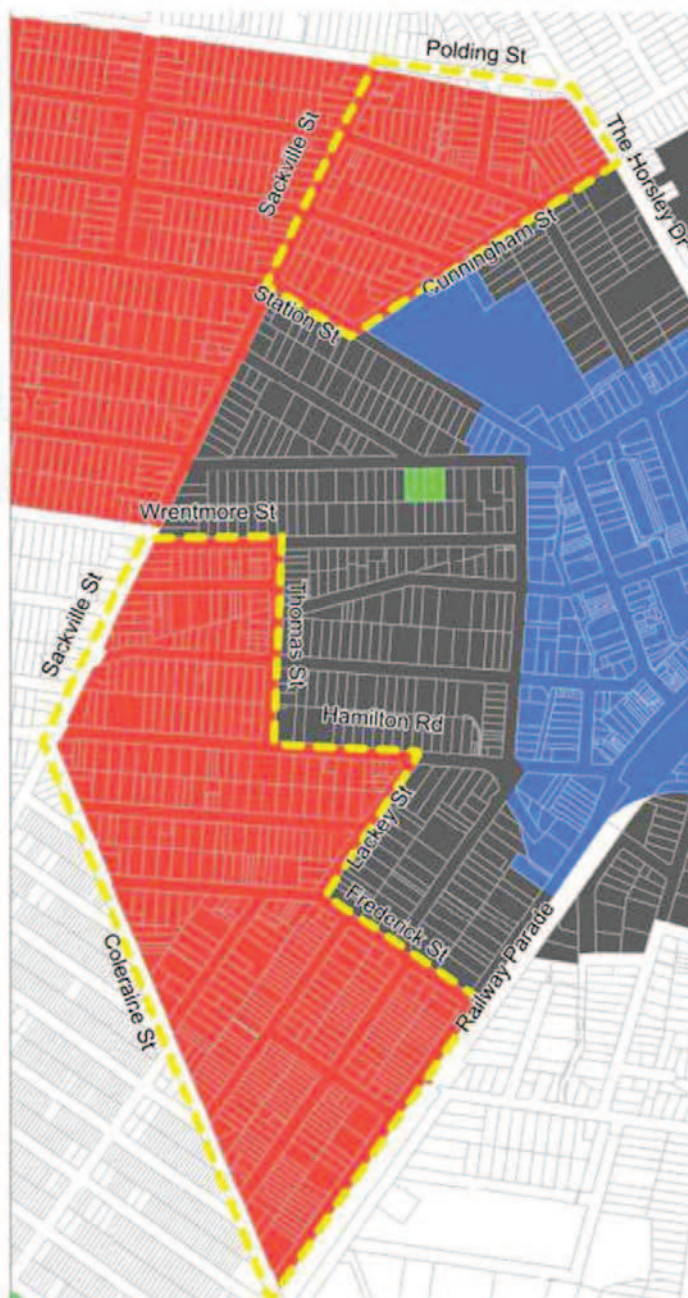 Polding St
Sackville St
The Horsley Dr
Cunningham St
Station St
Wrentmore St
Sackville St
Thomas St
Hamilton Rd
Lackey St
Frederick St
Railway Parade
Coleraine St